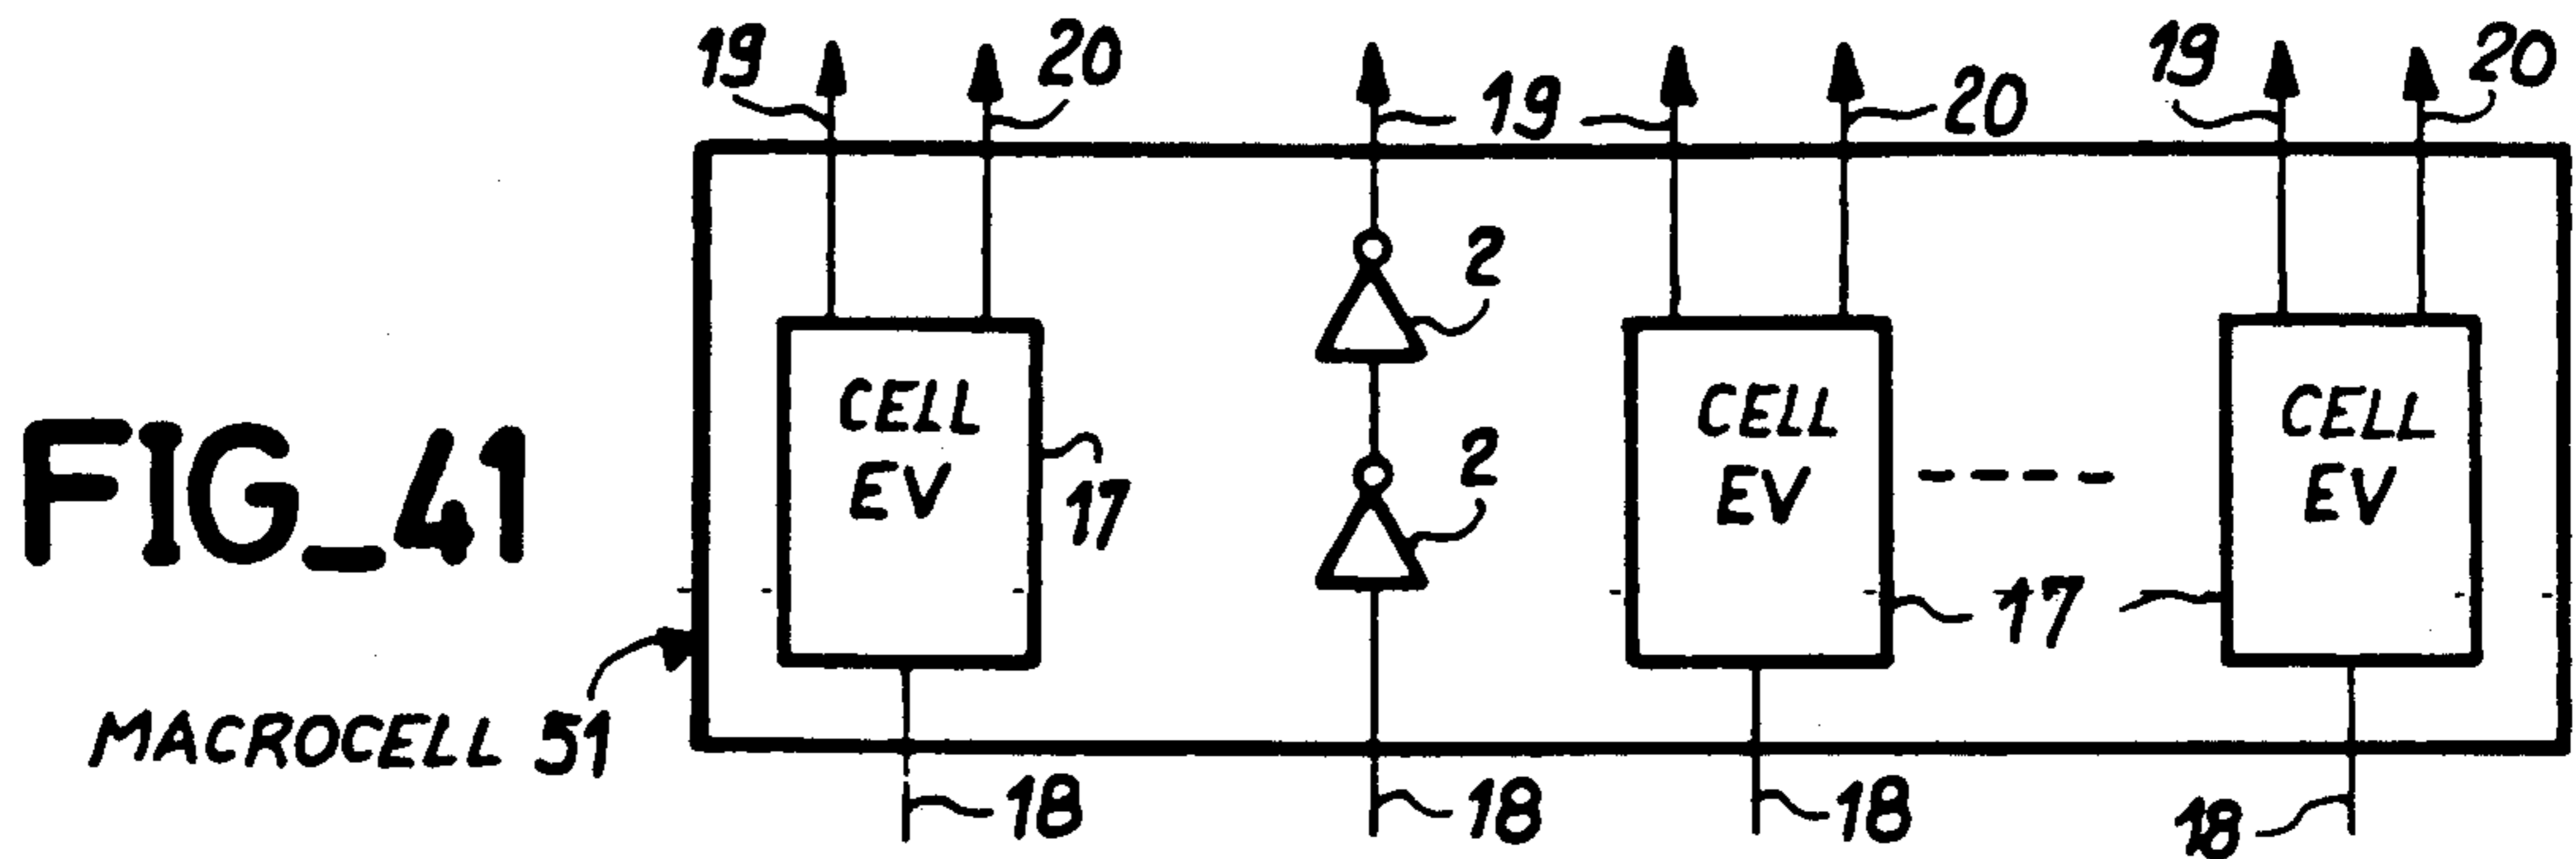 19 20 19 20 19 20
2
2
CELL EV 17
CELL EV
CELL EV
17
FIG_41
MACROCELL 51
18 18 18 18